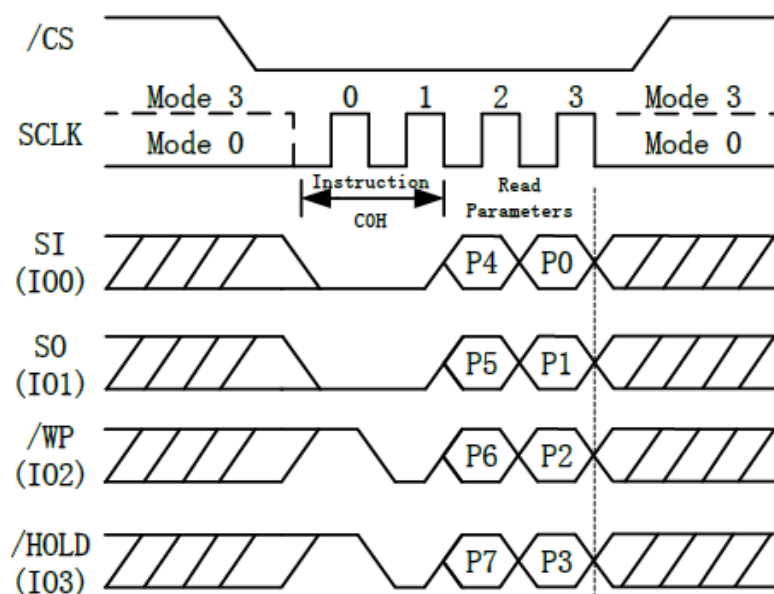 /CS
Mode 3 0 1 2 3 Mode 3
SCLK
Mode 0 Mode 0
Instruction Read
C0H Parameters
SI
(IO0)
P4 P0
SO
(IO1)
P5 P1
/WP
(IO2)
P6 P2
/HOLD
(IO3)
P7 P3